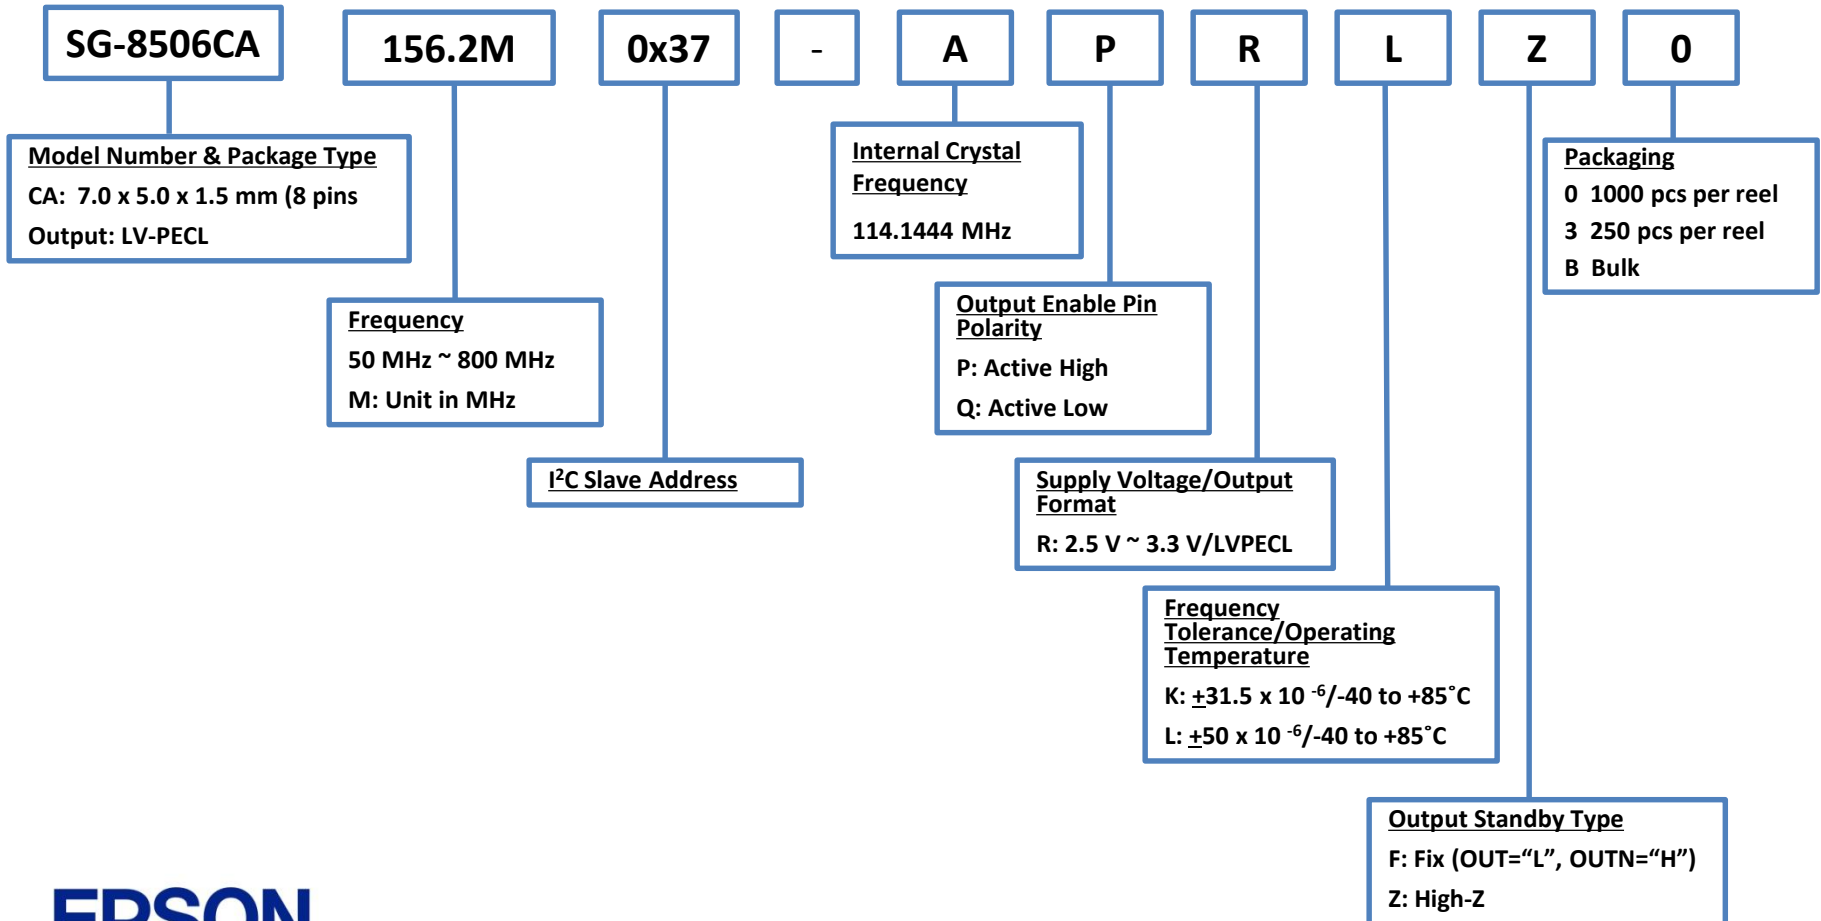 SG-8506CA 156.2M 0x37 - A P R L Z 0
Model Number & Package Type
CA: 7.0 x 5.0 x 1.5 mm (8 pins
Output: LV-PECL
Internal Crystal
Frequency
114.1444 MHz
Packaging
0 1000 pcs per reel
3 250 pcs per reel
B Bulk
Frequency
50 MHz ~ 800 MHz
M: Unit in MHz
Output Enable Pin
Polarity
P: Active High
Q: Active Low
I²C Slave Address
Supply Voltage/Output
Format
R: 2.5 V ~ 3.3 V/LVPECL
Frequency
Tolerance/Operating
Temperature
K: ±31.5 x 10 ⁻⁶/-40 to +85˚C
L: ±50 x 10 ⁻⁶/-40 to +85˚C
Output Standby Type
F: Fix (OUT=“L”, OUTN=“H”)
Z: High-Z
EPSON